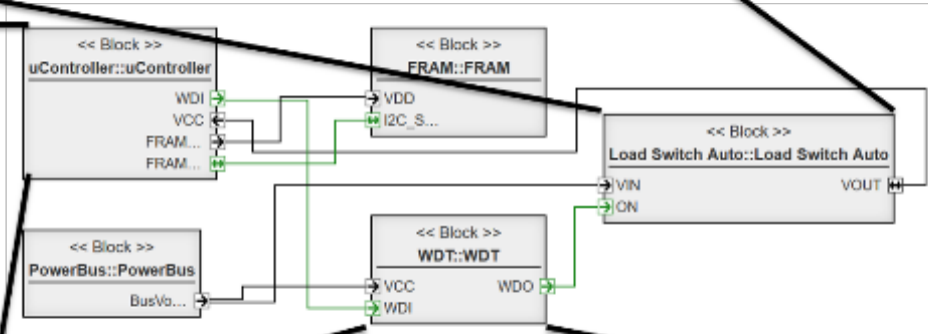 << Block >>
uController::uController
WDI
VCC
FRAM...
FRAM...
<< Block >>
FRAM::FRAM
VDD
I2C_S...
<< Block >>
Load Switch Auto::Load Switch Auto
VIN
VOUT
ON
<< Block >>
PowerBus::PowerBus
BusVo...
<< Block >>
WDT::WDT
VCC
WDO
WDI